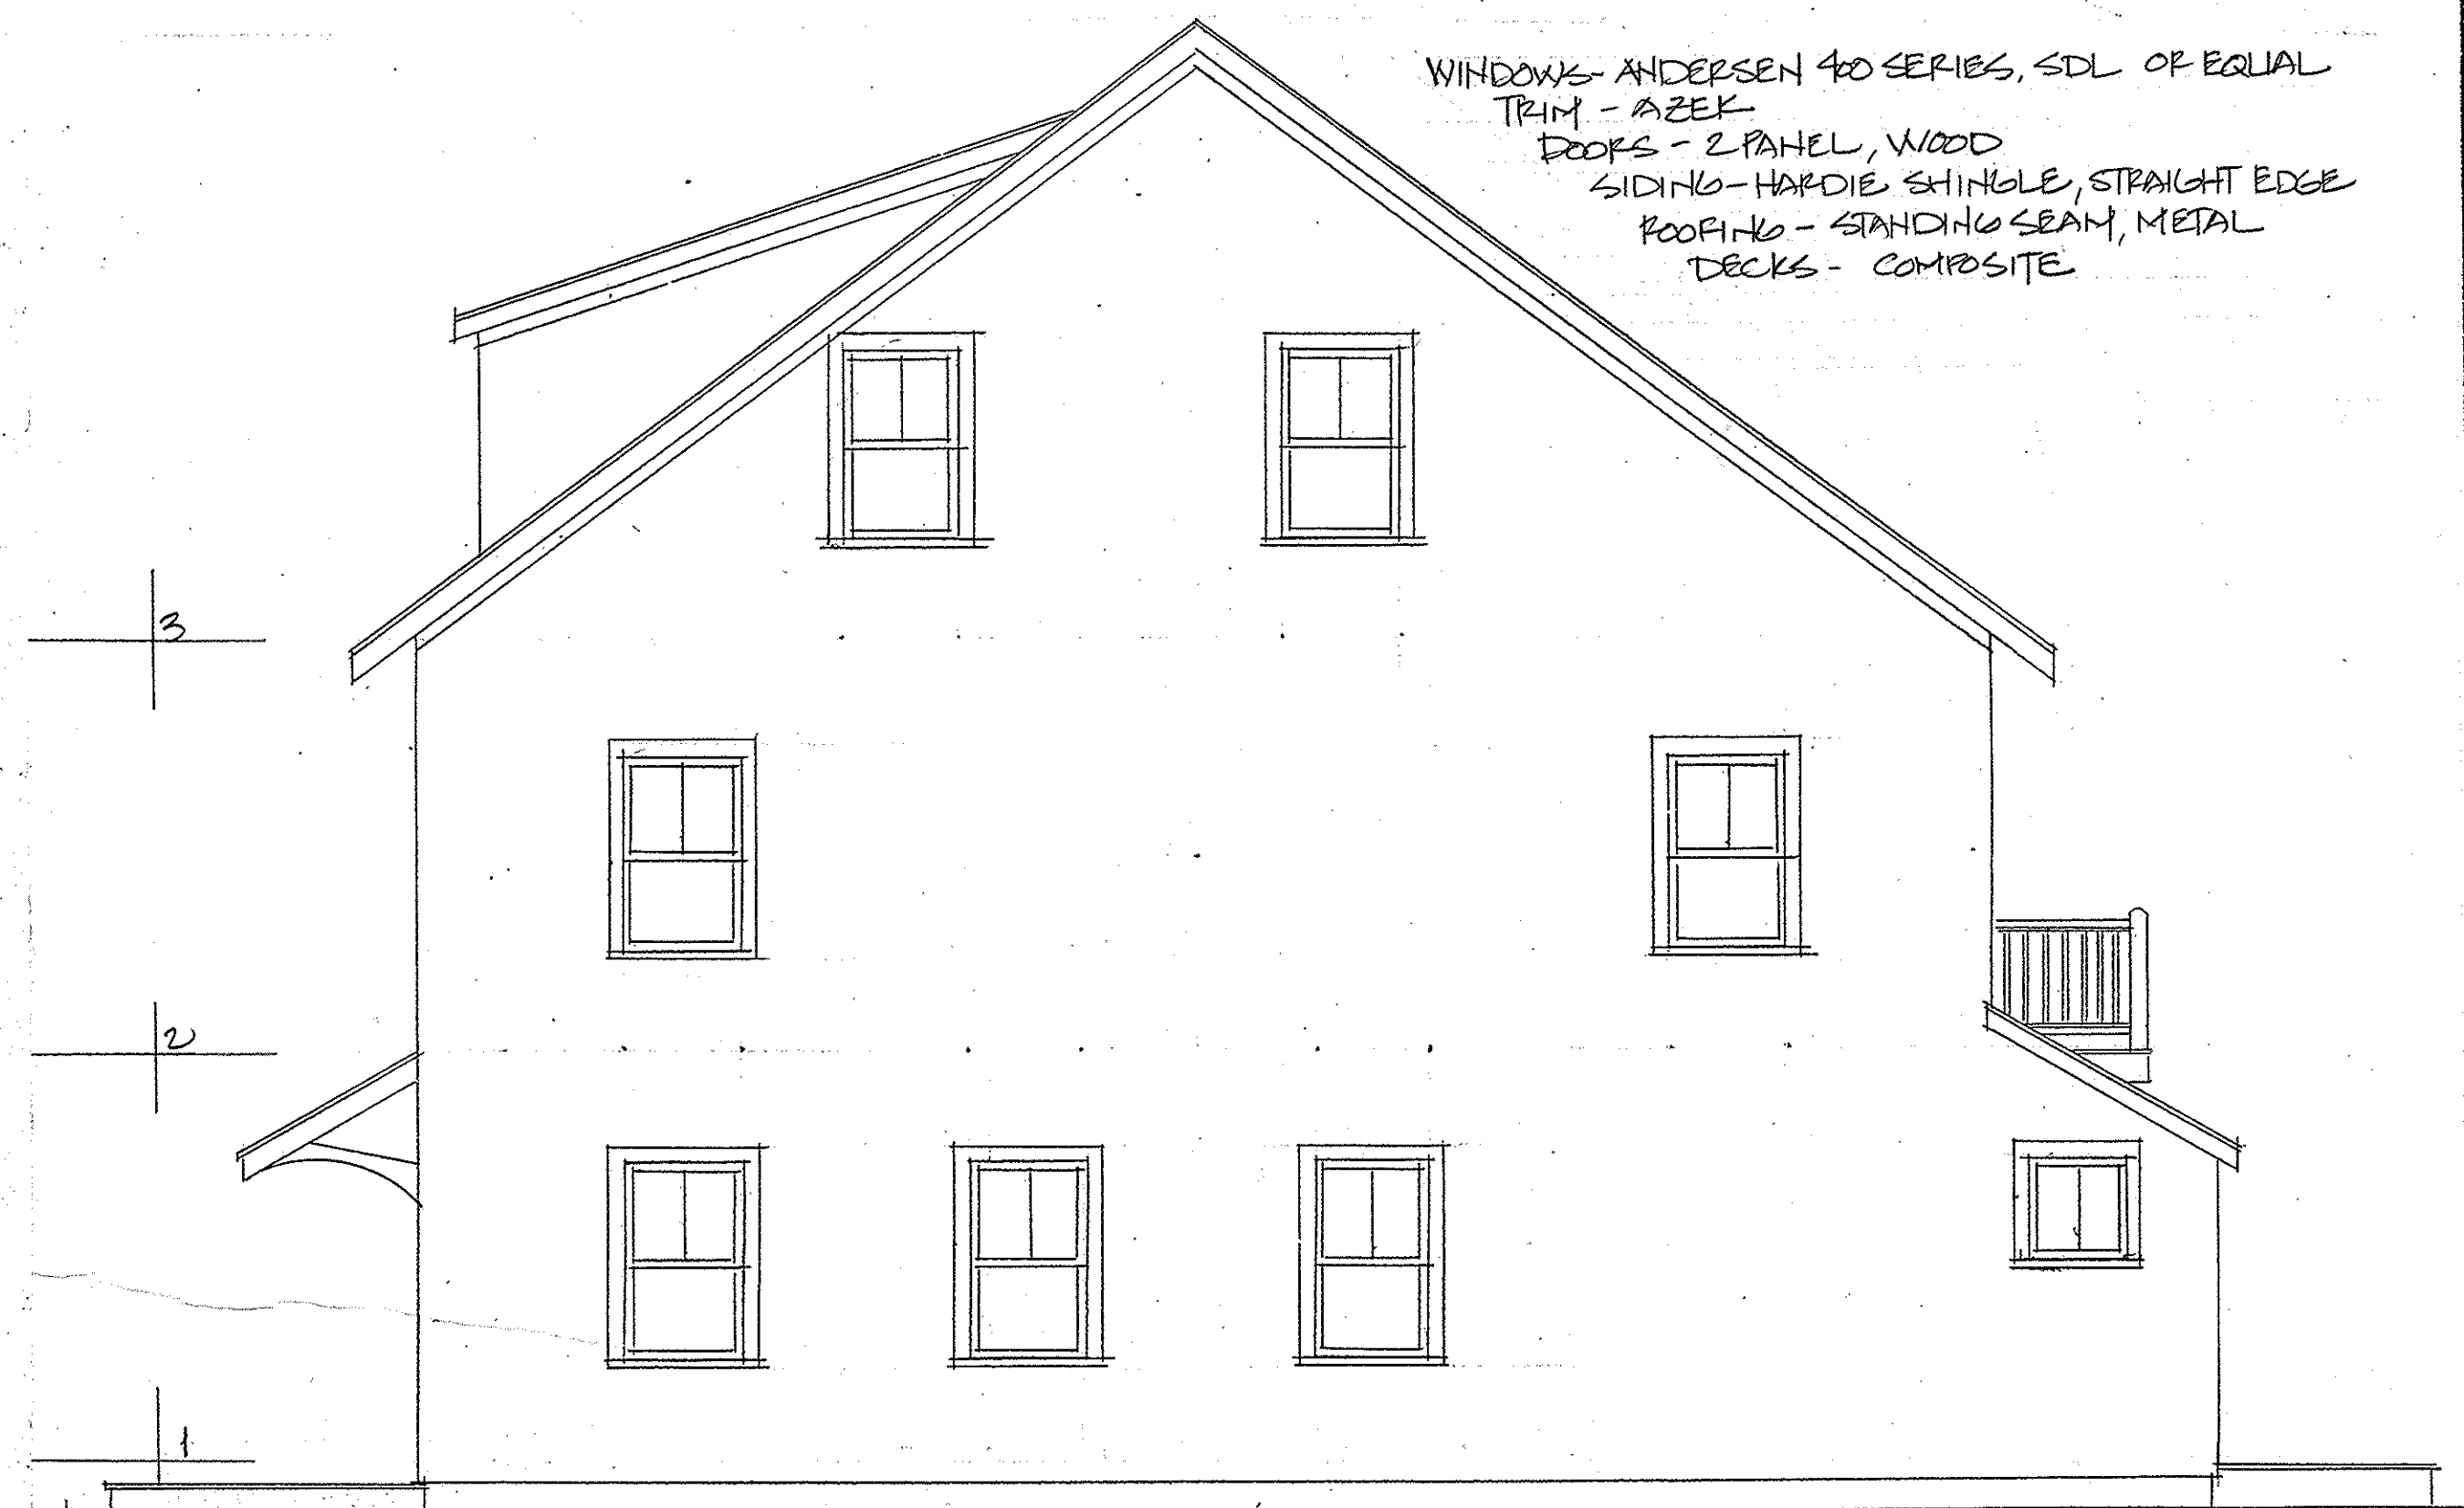 WINDOWS- ANDERSEN 400 SERIES, SDL OR EQUAL
TRIM - AZEK
DOORS - 2 PANEL, WOOD
SIDING-HARDIE SHINGLE, STRAIGHT EDGE
ROOFING - STANDING SEAM, METAL
DECKS - COMPOSITE
3
2
1